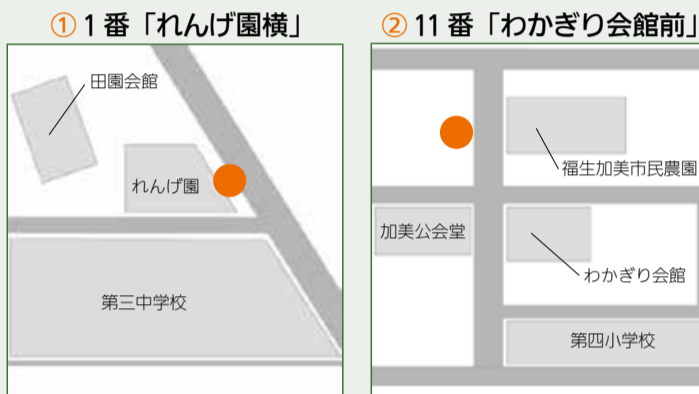 ① 1番「れんげ園横」
田園会館
れんげ園
第三中学校
② 11番「わかぎり会館前」
福生加美市民農園
加美公会堂
わかぎり会館
第四小学校